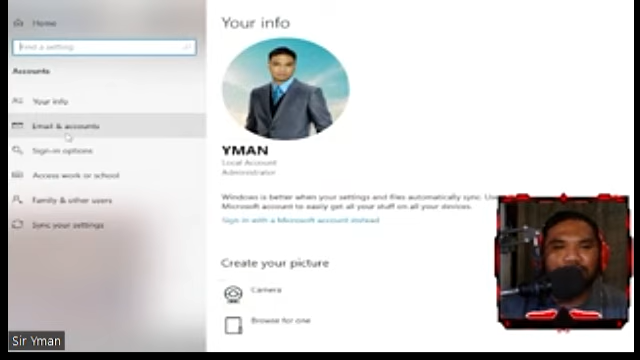 Home
Find a setting
Accounts
Your info
Email & accounts
Sign-in options
Access work or school
Family & other users
Sync your settings
Your info
YMAN
Local Account
Administrator
Windows is better when your settings and files automatically sync. Use
Microsoft account to easily get all your stuff on all your devices.
Sign in with a Microsoft account instead
Create your picture
Camera
Browse for one
Sir Yman